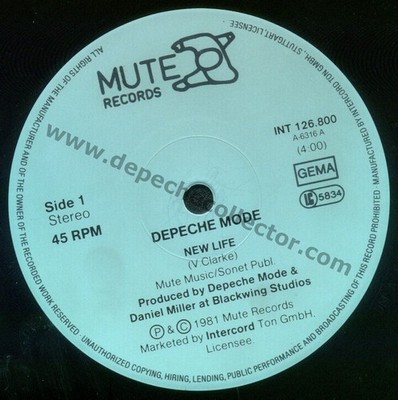 MUTE
RECORDS
INT 126.800
A-6316 A
(4:00)
GEMA
LC 5834
Side 1
Stereo
45 RPM
DEPECHE MODE
NEW LIFE
(V Clarke)
Mute Music/Sonet Publ.
Produced by Depeche Mode &
Daniel Miller at Blackwing Studios
Ⓟ & © 1981 Mute Records
Marketed by Intercord Ton GmbH.
Licensee.
ALL RIGHTS OF THE MANUFACTURER AND OF THE OWNER OF THE RECORDED WORK RESERVED · UNAUTHORIZED COPYING, HIRING, LENDING, PUBLIC PERFORMANCE AND BROADCASTING OF THIS RECORD PROHIBITED. MANUFACTURED BY INTERCORD TON GMBH, STUTTGART, LICENSEE.
www.depechecollector.com